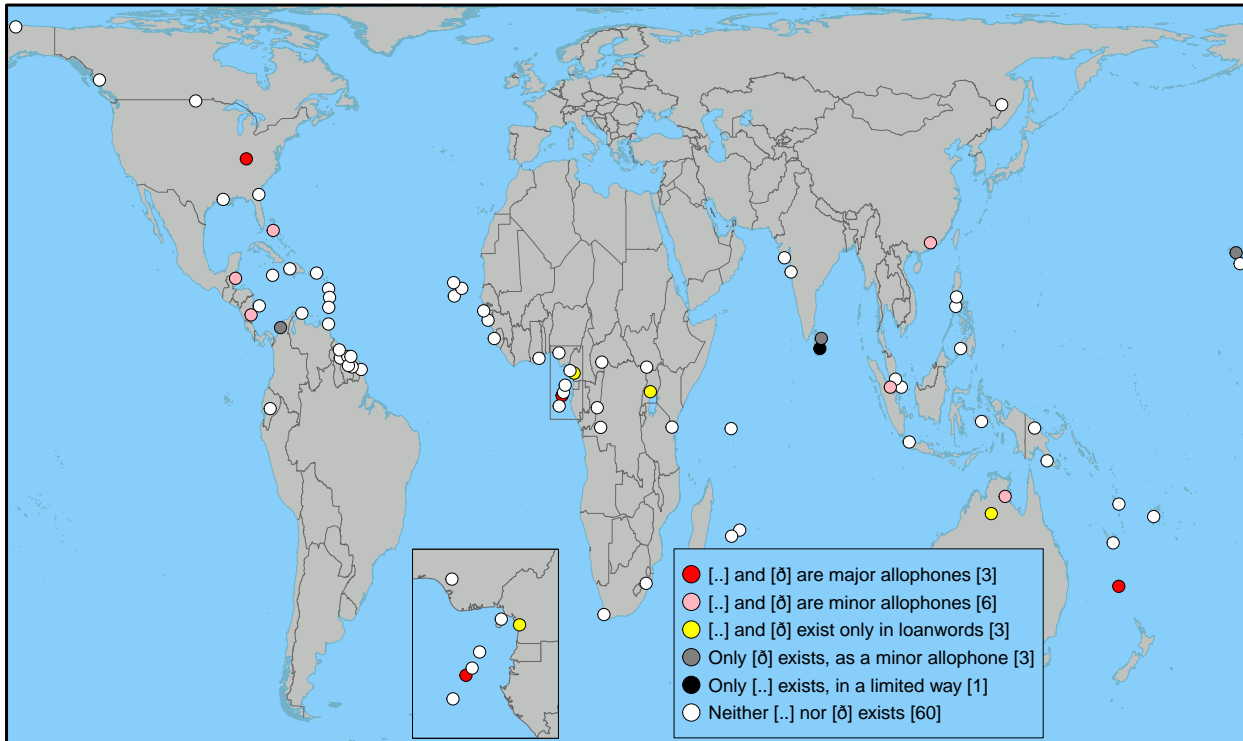 [..] and [ð] are major allophones [3]
[..] and [ð] are minor allophones [6]
[..] and [ð] exist only in loanwords [3]
Only [ð] exists, as a minor allophone [3]
Only [..] exists, in a limited way [1]
Neither [..] nor [ð] exists [60]